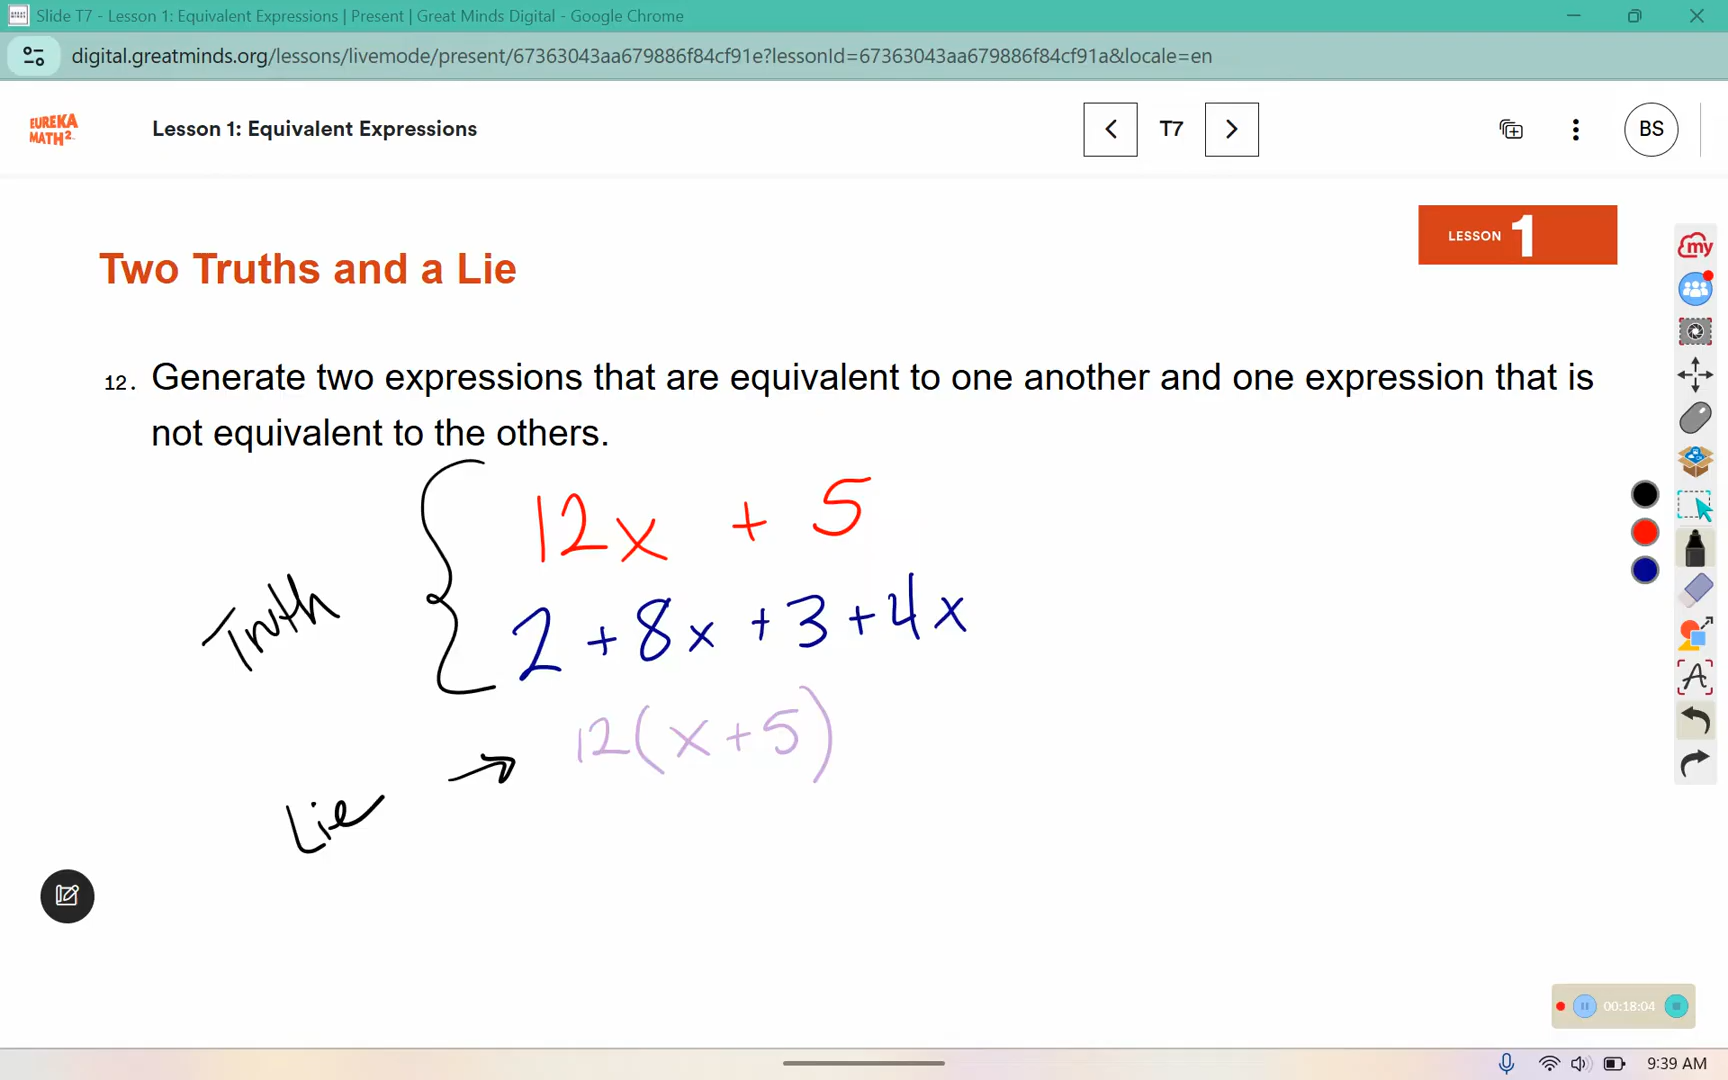 Slide T7 - Lesson 1: Equivalent Expressions | Present | Great Minds Digital - Google Chrome
digital.greatminds.org/lessons/livemode/present/67363043aa679886f84cf91e?lessonId=67363043aa679886f84cf91a&locale=en
EUREKA
MATH²
Lesson 1: Equivalent Expressions
T7
BS
LESSON 1
my
Two Truths and a Lie
12. Generate two expressions that are equivalent to one another and one expression that is
not equivalent to the others.
12x + 5
Truth
2 + 8x + 3 + 4x
12(x + 5)
Lie →
A
00:18:04
9:39 AM